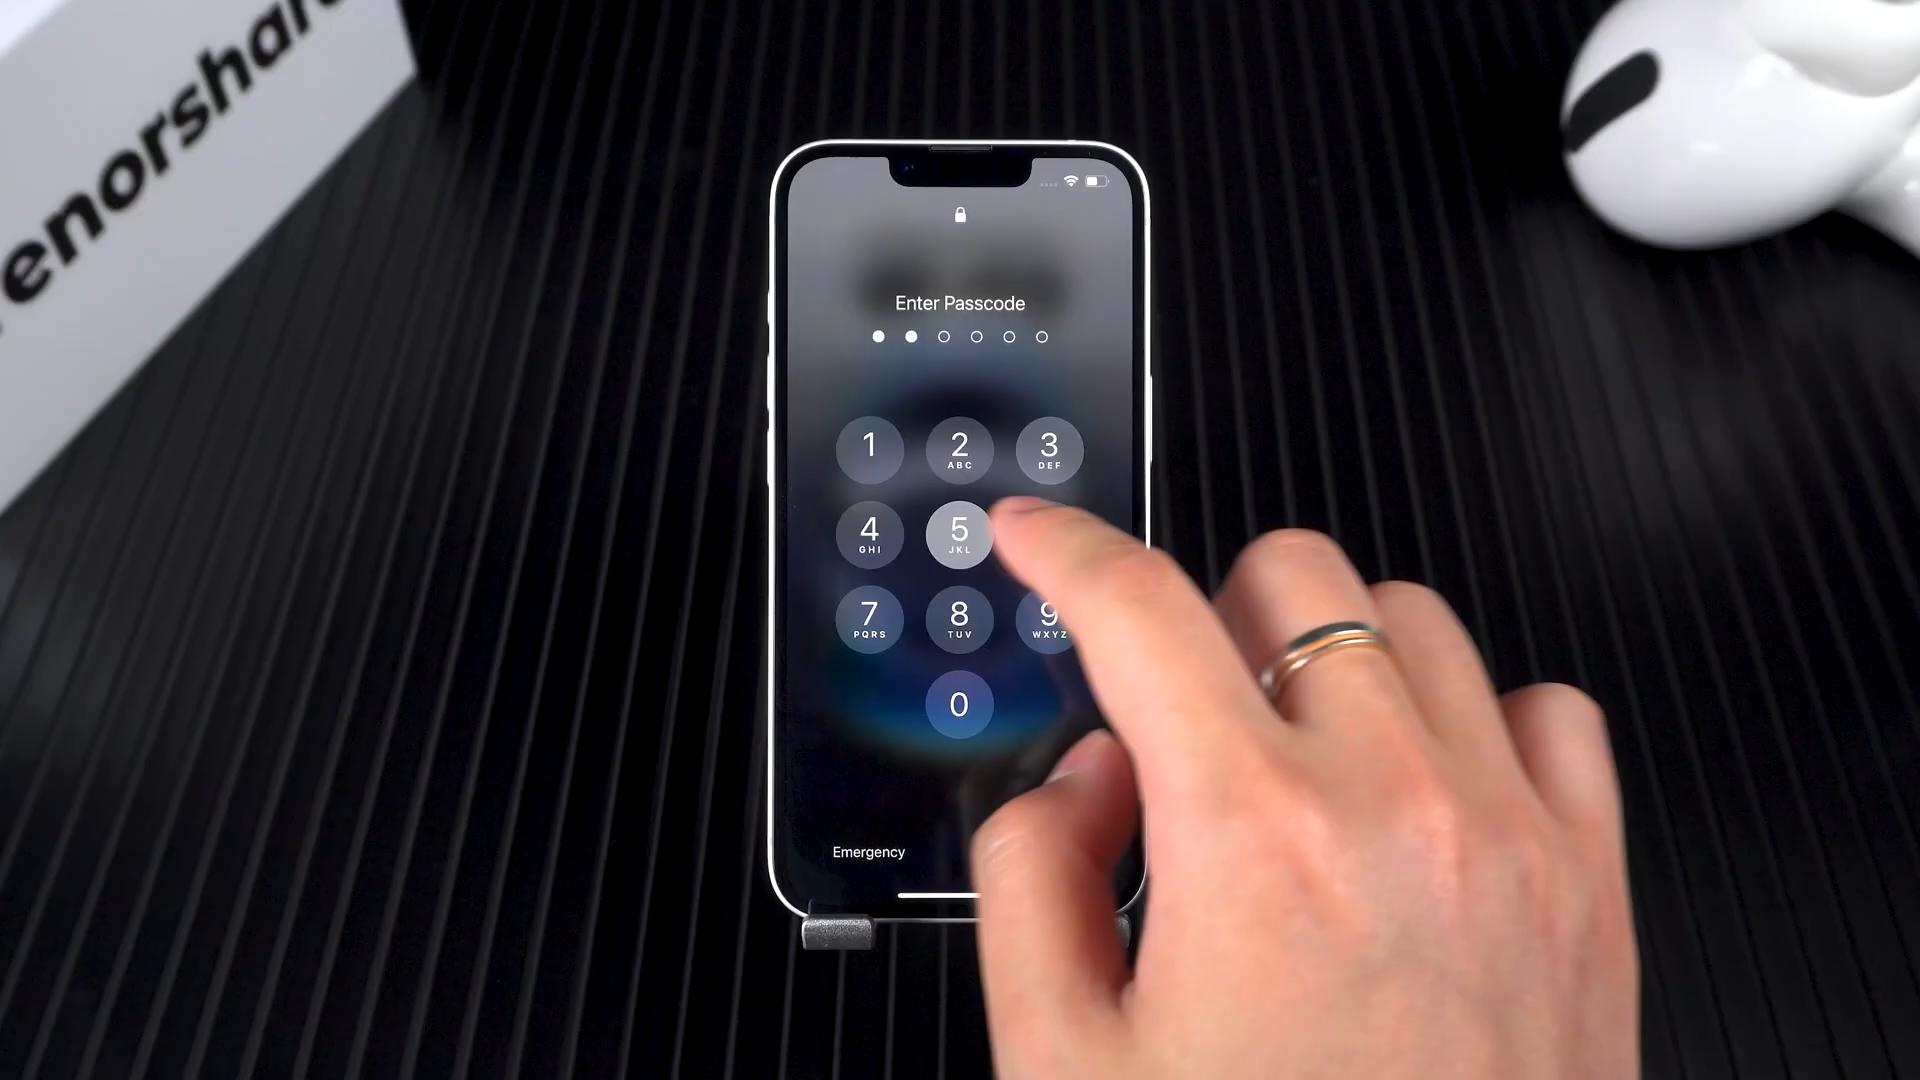 Tenorshare
Enter Passcode
1
2
ABC
3
DEF
4
GHI
5
JKL
7
PQRS
8
TUV
9
WXYZ
0
Emergency